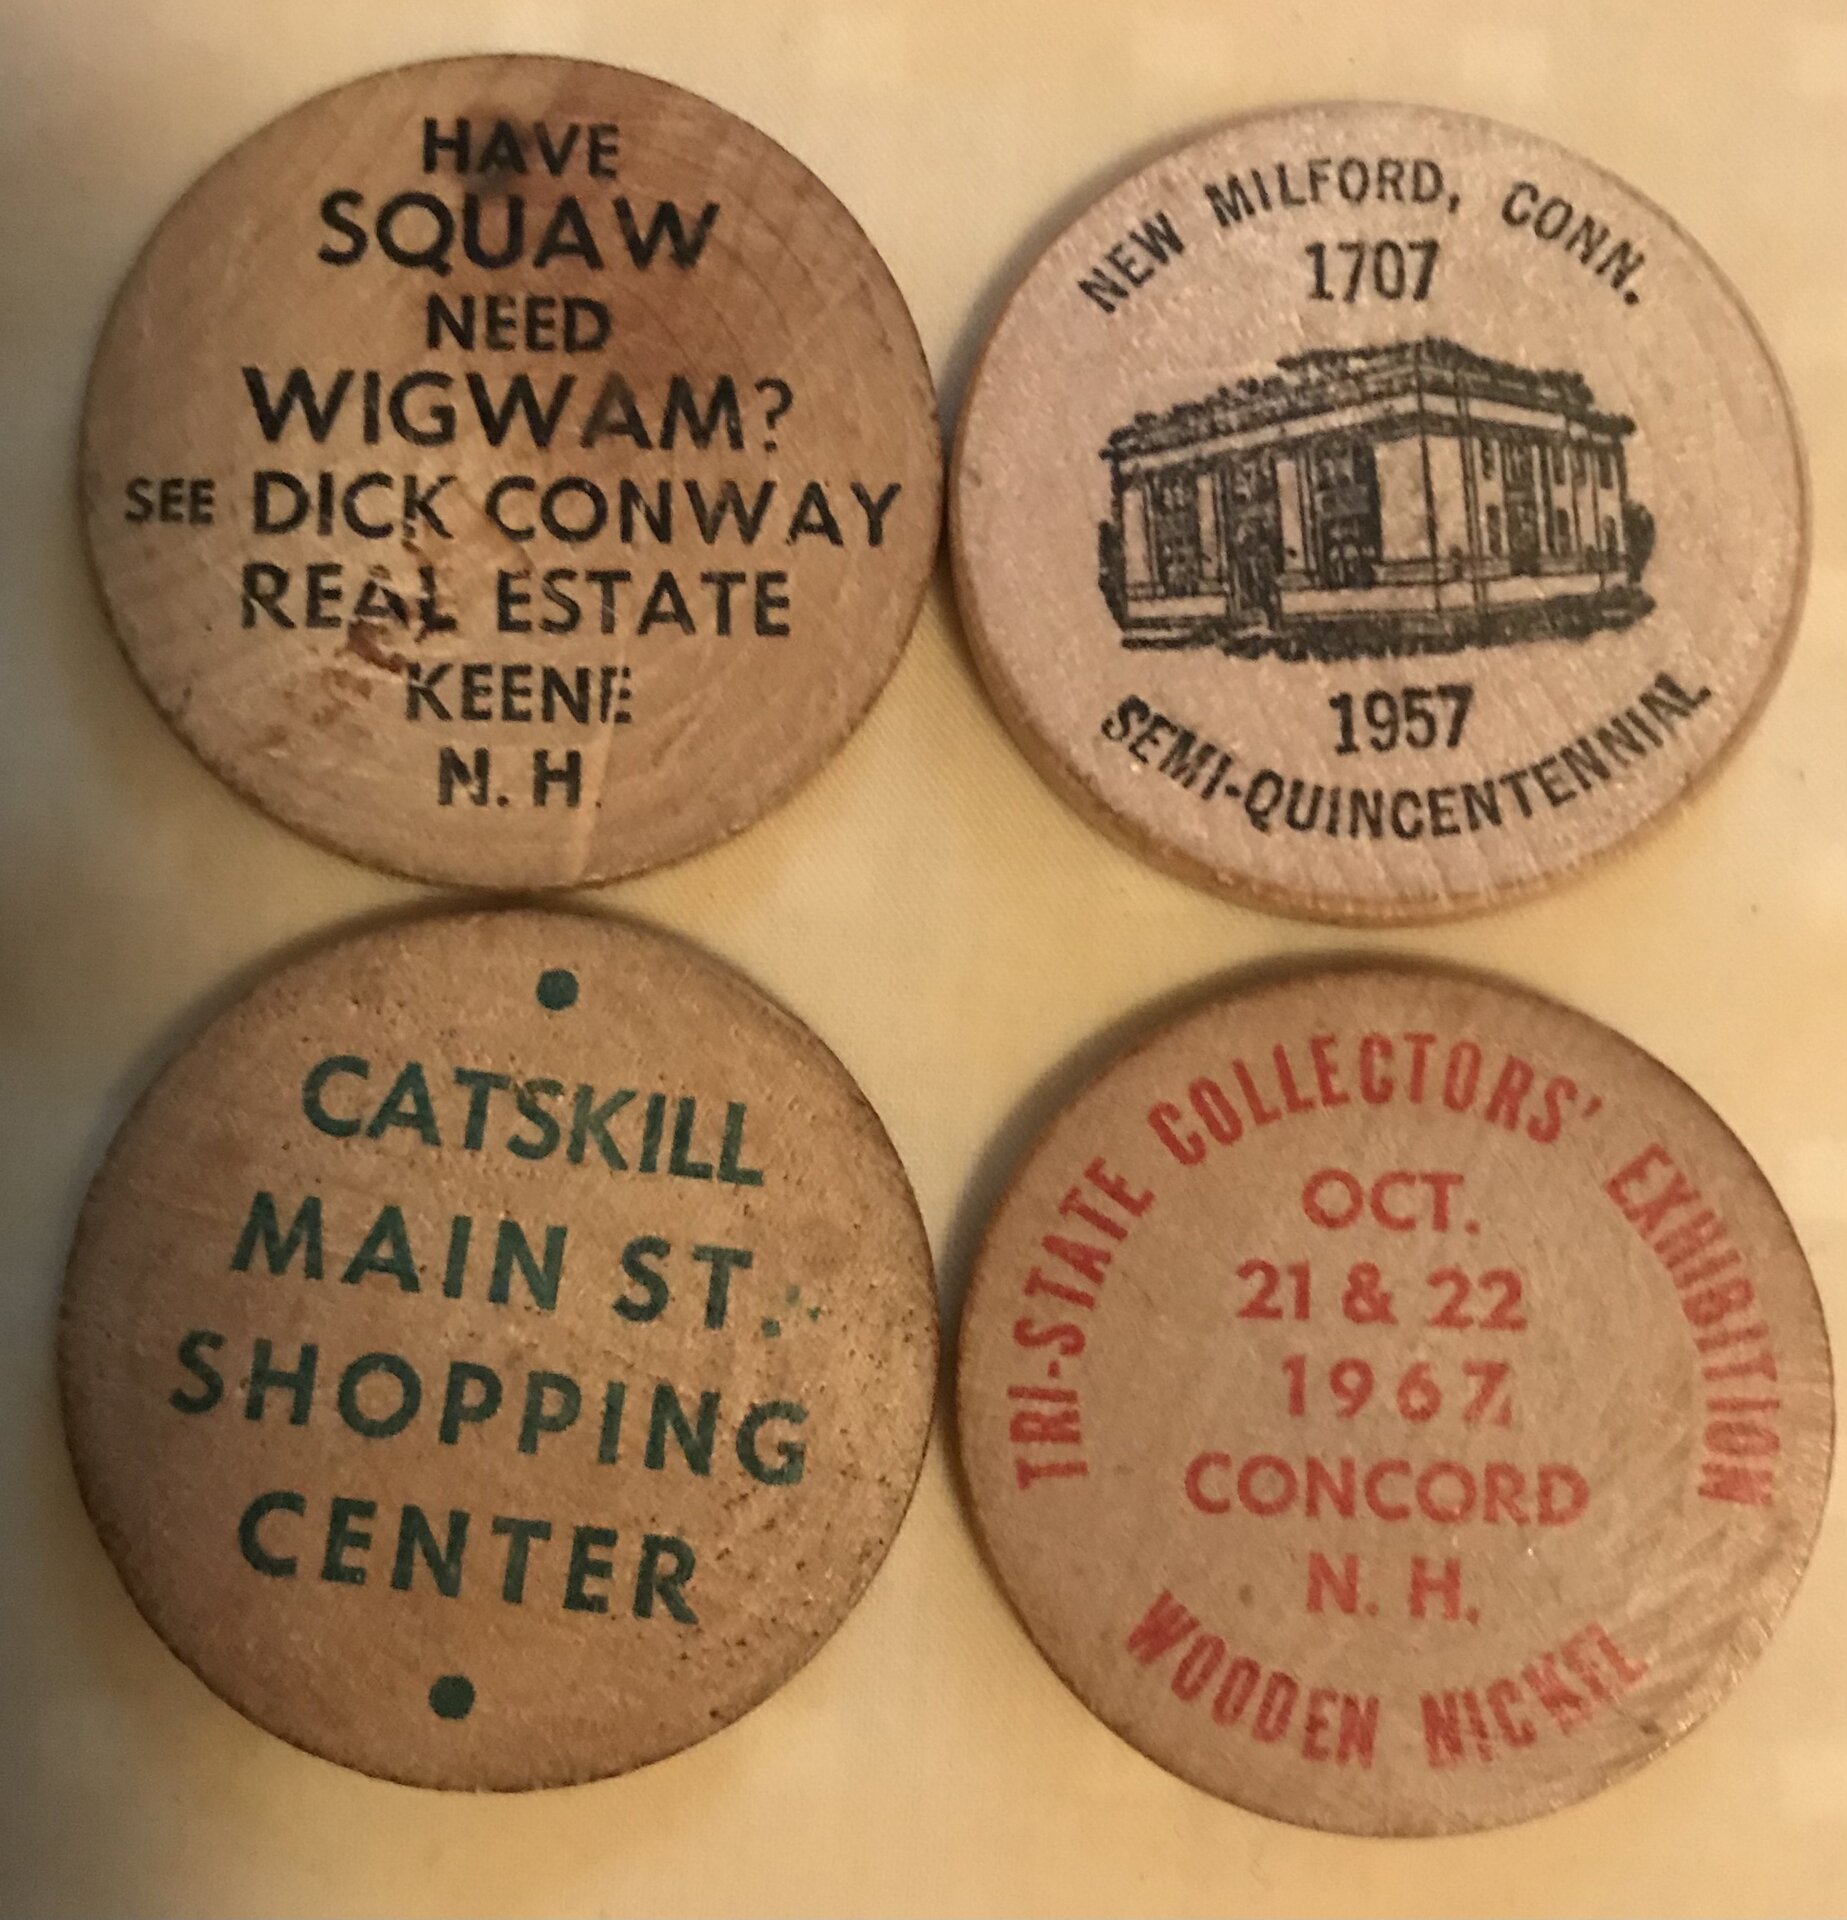 HAVE
SQUAW
NEED
WIGWAM?
SEE DICK CONWAY
REAL ESTATE
KEENE
N. H.
NEW MILFORD, CONN.
1707
1957
SEMI-QUINCENTENNIAL
CATSKILL
MAIN ST.
SHOPPING
CENTER
TRI-STATE COLLECTORS' EXHIBITION
OCT.
21 & 22
1967
CONCORD
N. H.
WOODEN NICKEL